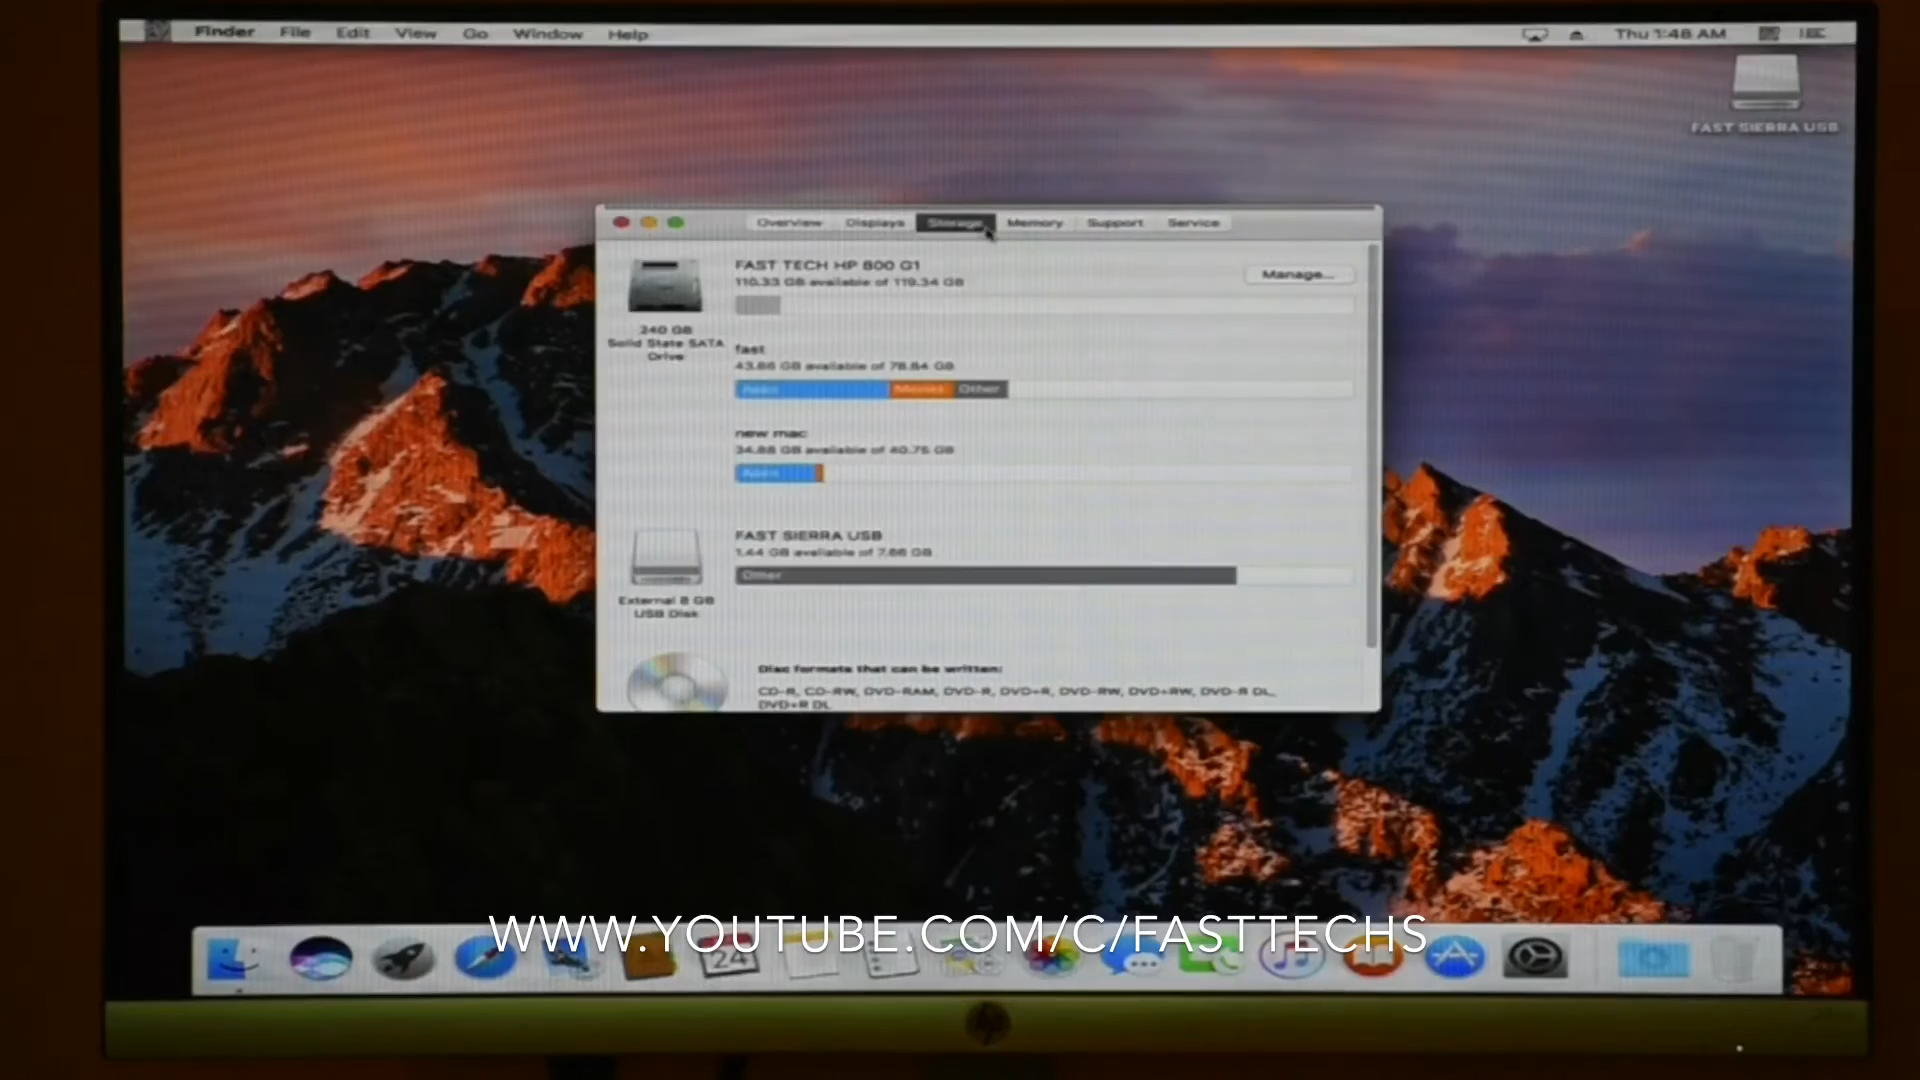 Finder File Edit View Go Window Help
Thu 1:48 AM
FAST SIERRA USB
Overview Displays Storage Memory Support Service
FAST TECH HP 800 G1
110.33 GB available of 119.34 GB
Manage...
240 GB
Solid State SATA
Drive
fast
43.86 GB available of 78.84 GB
Apps Movies Other
new mac
34.88 GB available of 40.75 GB
Apps
FAST SIERRA USB
1.44 GB available of 7.66 GB
Other
External 8 GB
USB Disk
Disc formats that can be written:
CD-R, CD-RW, DVD-RAM, DVD-R, DVD+R, DVD-RW, DVD+RW, DVD-R DL,
DVD+R DL
WWW.YOUTUBE.COM/C/FASTTECHS
24
hp